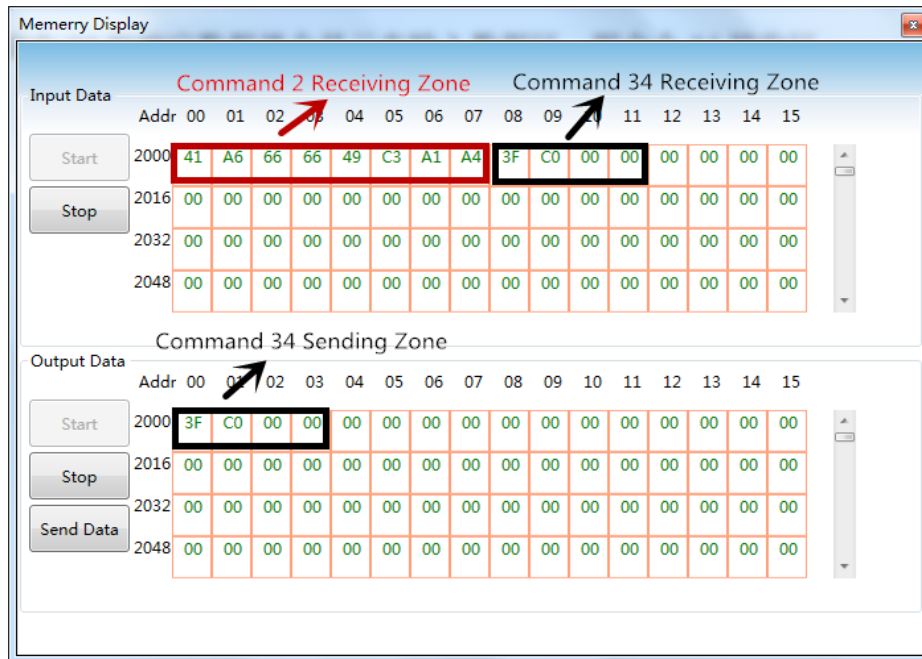 Memerry Display
x
Command 2 Receiving Zone Command 34 Receiving Zone
Input Data
Addr 00 01 02 03 04 05 06 07 08 09 10 11 12 13 14 15
Start 2000 41 A6 66 66 49 C3 A1 A4 3F C0 00 00 00 00 00 00
Stop 2016 00 00 00 00 00 00 00 00 00 00 00 00 00 00 00 00
2032 00 00 00 00 00 00 00 00 00 00 00 00 00 00 00 00
2048 00 00 00 00 00 00 00 00 00 00 00 00 00 00 00 00
Command 34 Sending Zone
Output Data
Addr 00 01 02 03 04 05 06 07 08 09 10 11 12 13 14 15
Start 2000 3F C0 00 00 00 00 00 00 00 00 00 00 00 00 00 00
Stop 2016 00 00 00 00 00 00 00 00 00 00 00 00 00 00 00 00
Send Data 2032 00 00 00 00 00 00 00 00 00 00 00 00 00 00 00 00
2048 00 00 00 00 00 00 00 00 00 00 00 00 00 00 00 00